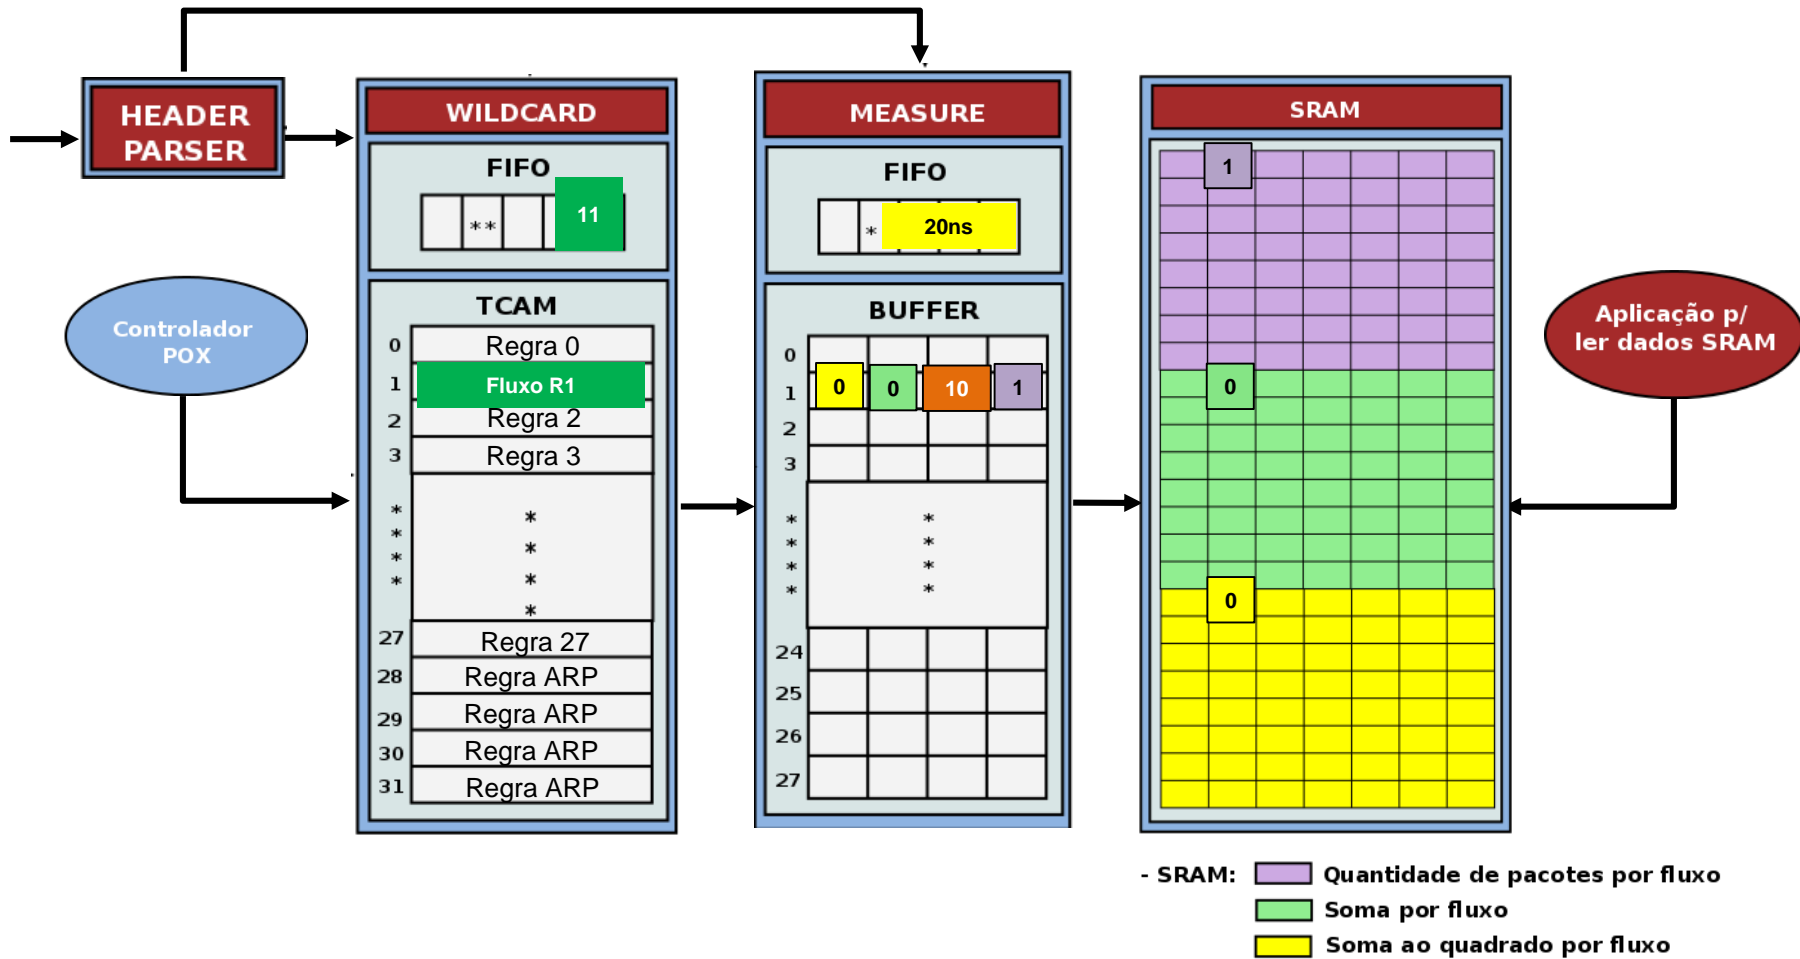 HEADER
PARSER
WILDCARD
FIFO
**
11
TCAM
0 Regra 0
1 Fluxo R1
2 Regra 2
3 Regra 3
* *
* *
* *
* *
27 Regra 27
28 Regra ARP
29 Regra ARP
30 Regra ARP
31 Regra ARP
Controlador
POX
MEASURE
FIFO
* 20ns
BUFFER
0
1 0 0 10 1
2
3
* *
* *
* *
* *
24
25
26
27
SRAM
1
0
0
Aplicação p/
ler dados SRAM
- SRAM: Quantidade de pacotes por fluxo
Soma por fluxo
Soma ao quadrado por fluxo